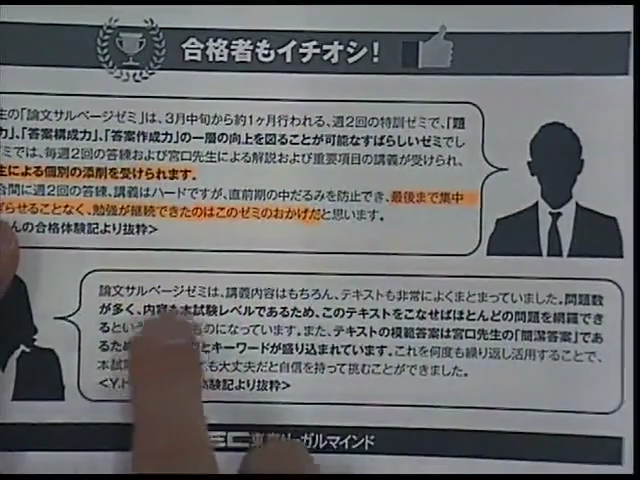 合格者もイチオシ!
生の「論文サルベージゼミ」は、3月中旬から約1ヶ月行われる、週2回の特訓ゼミで、「題
力」、「答案構成力」、「答案作成力」の一層の向上を図ることが可能なすばらしいゼミでし
ミでは、毎週2回の答練および宮口先生による解説および重要項目の講義が受けられ、
生による個別の添削を受けられます。
合間に週2回の答練、講義はハードですが、直前期の中だるみを防止でき、最後まで集中
らせることなく、勉強が継続できたのはこのゼミのおかげだと思います。
さんの合格体験記より抜粋>
論文サルベージゼミは、講義内容はもちろん、テキストも非常によくまとまっていました。問題数
が多く、内容も本試験レベルであるため、このテキストをこなせばほとんどの問題を網羅でき
るという ものになっています。また、テキストの模範答案は宮口先生の「簡潔答案」であ
るため とキーワードが盛り込まれています。これを何度も繰り返し活用することで、
本試 も大丈夫だと自信を持って挑むことができました。
<Y. 験記より抜粋>
EC東京リーガルマインド